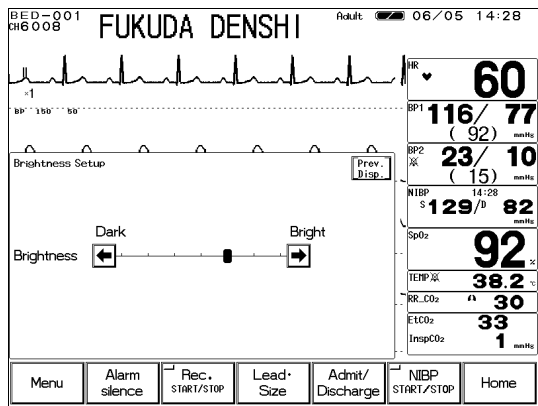 BED-001
CH6008
FUKUDA DENSHI
Adult
06/05 14:28
×1
BP 150 50
HR
60
BP1
116/ 77
( 92) mmHg
BP2
23/ 10
( 15) mmHg
NIBP 14:28
S 129/D 82
mmHg
SpO₂
92 %
TEMP 38.2 °C
RR_CO₂ 30
EtCO₂ 33
InspCO₂ 1 mmHg
Brightness Setup
Prev.
Disp.
Dark Bright
Brightness
Menu
Alarm
silence
Rec.
START/STOP
Lead・
Size
Admit/
Discharge
NIBP
START/STOP
Home